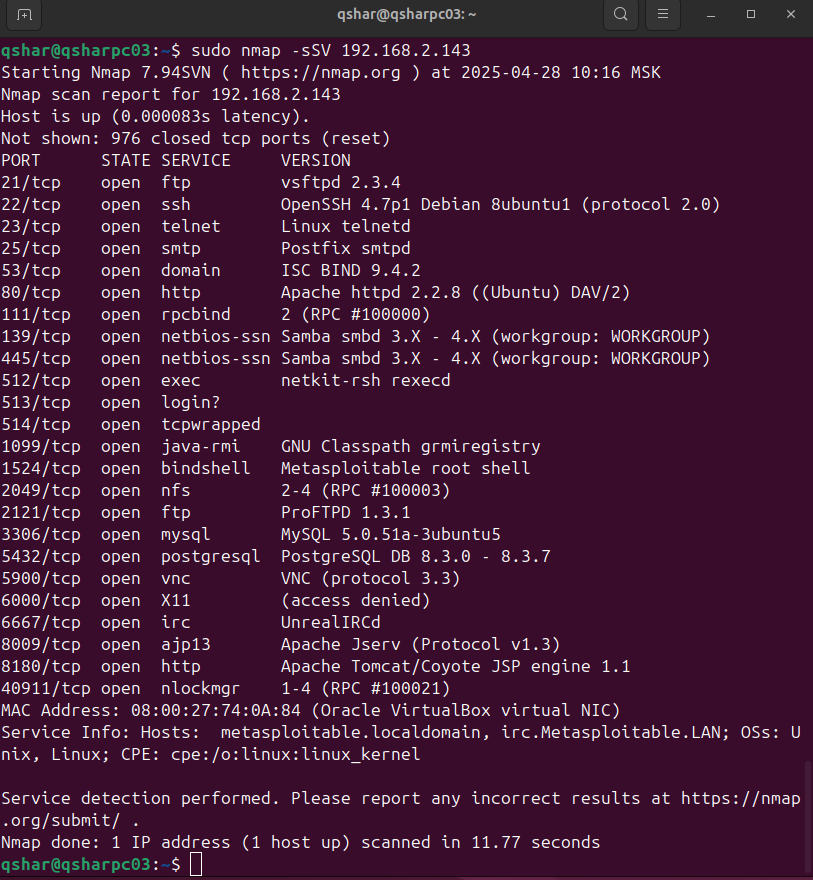 qshar@qsharpc03: ~
qshar@qsharpc03:~$ sudo nmap -sSV 192.168.2.143
Starting Nmap 7.94SVN ( https://nmap.org ) at 2025-04-28 10:16 MSK
Nmap scan report for 192.168.2.143
Host is up (0.000083s latency).
Not shown: 976 closed tcp ports (reset)
PORT      STATE SERVICE     VERSION
21/tcp    open  ftp         vsftpd 2.3.4
22/tcp    open  ssh         OpenSSH 4.7p1 Debian 8ubuntu1 (protocol 2.0)
23/tcp    open  telnet      Linux telnetd
25/tcp    open  smtp        Postfix smtpd
53/tcp    open  domain      ISC BIND 9.4.2
80/tcp    open  http        Apache httpd 2.2.8 ((Ubuntu) DAV/2)
111/tcp   open  rpcbind     2 (RPC #100000)
139/tcp   open  netbios-ssn Samba smbd 3.X - 4.X (workgroup: WORKGROUP)
445/tcp   open  netbios-ssn Samba smbd 3.X - 4.X (workgroup: WORKGROUP)
512/tcp   open  exec        netkit-rsh rexecd
513/tcp   open  login?
514/tcp   open  tcpwrapped
1099/tcp  open  java-rmi    GNU Classpath grmiregistry
1524/tcp  open  bindshell   Metasploitable root shell
2049/tcp  open  nfs         2-4 (RPC #100003)
2121/tcp  open  ftp         ProFTPD 1.3.1
3306/tcp  open  mysql       MySQL 5.0.51a-3ubuntu5
5432/tcp  open  postgresql  PostgreSQL DB 8.3.0 - 8.3.7
5900/tcp  open  vnc         VNC (protocol 3.3)
6000/tcp  open  X11         (access denied)
6667/tcp  open  irc         UnrealIRCd
8009/tcp  open  ajp13       Apache Jserv (Protocol v1.3)
8180/tcp  open  http        Apache Tomcat/Coyote JSP engine 1.1
40911/tcp open  nlockmgr    1-4 (RPC #100021)
MAC Address: 08:00:27:74:0A:84 (Oracle VirtualBox virtual NIC)
Service Info: Hosts:  metasploitable.localdomain, irc.Metasploitable.LAN; OSs: U
nix, Linux; CPE: cpe:/o:linux:linux_kernel

Service detection performed. Please report any incorrect results at https://nmap
.org/submit/ .
Nmap done: 1 IP address (1 host up) scanned in 11.77 seconds
qshar@qsharpc03:~$